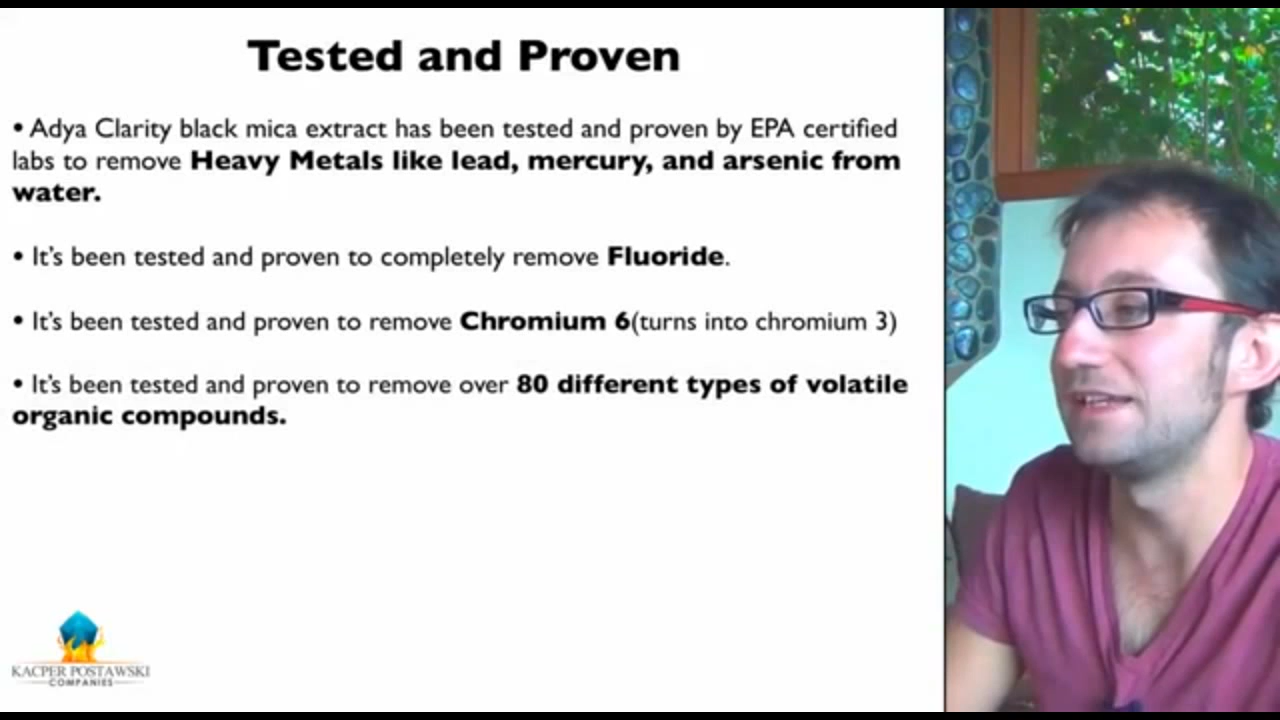 Tested and Proven
• Adya Clarity black mica extract has been tested and proven by EPA certified
labs to remove Heavy Metals like lead, mercury, and arsenic from
water.
• It's been tested and proven to completely remove Fluoride.
• It's been tested and proven to remove Chromium 6(turns into chromium 3)
• It's been tested and proven to remove over 80 different types of volatile
organic compounds.
KACPER POSTAWSKI
COMPANIES